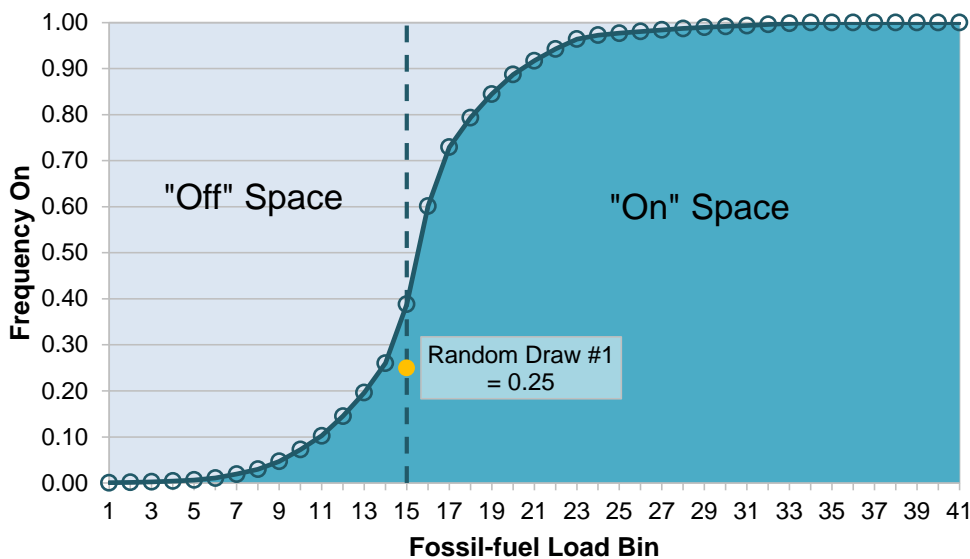 1.00
0.90
0.80
0.70
0.60
0.50
0.40
0.30
0.20
0.10
0.00
Frequency On
"Off" Space
"On" Space
Random Draw #1
= 0.25
1 3 5 7 9 11 13 15 17 19 21 23 25 27 29 31 33 35 37 39 41
Fossil-fuel Load Bin